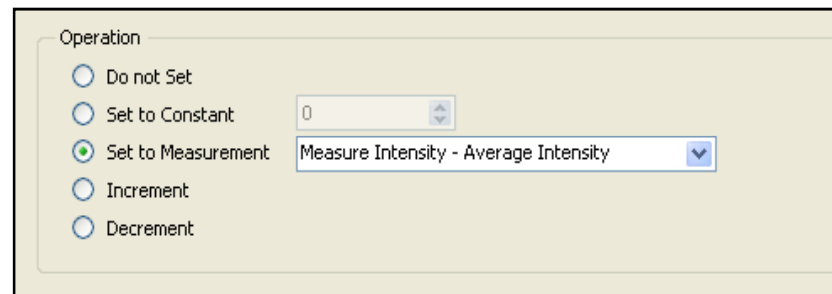 Operation
Do not Set
Set to Constant 0
Set to Measurement Measure Intensity - Average Intensity
Increment
Decrement